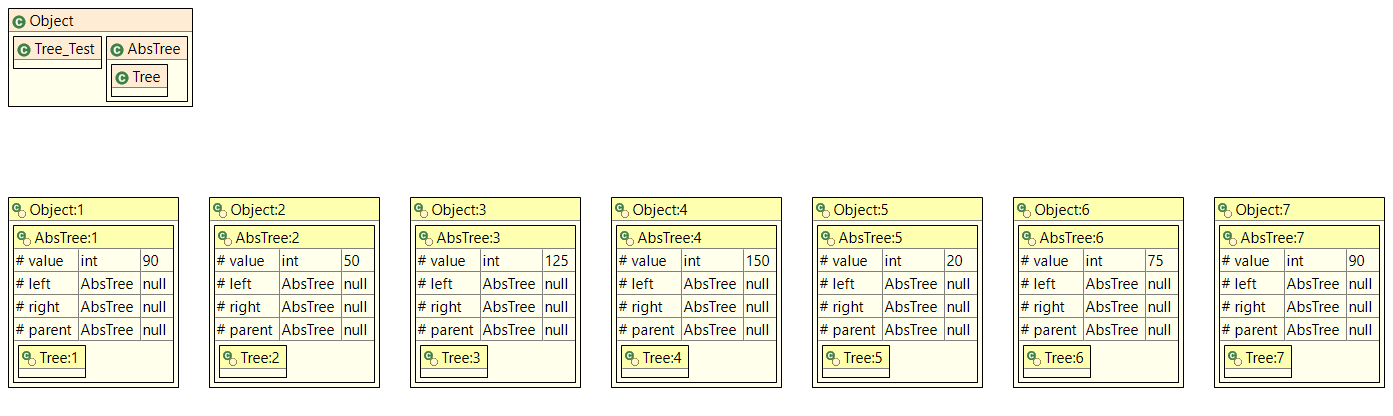 Object
Tree_Test AbsTree
Tree
Object:1 Object:2 Object:3 Object:4 Object:5 Object:6 Object:7
AbsTree:1 AbsTree:2 AbsTree:3 AbsTree:4 AbsTree:5 AbsTree:6 AbsTree:7
# value int 90 # value int 50 # value int 125 # value int 150 # value int 20 # value int 75 # value int 90
# left AbsTree null # left AbsTree null # left AbsTree null # left AbsTree null # left AbsTree null # left AbsTree null # left AbsTree null
# right AbsTree null # right AbsTree null # right AbsTree null # right AbsTree null # right AbsTree null # right AbsTree null # right AbsTree null
# parent AbsTree null # parent AbsTree null # parent AbsTree null # parent AbsTree null # parent AbsTree null # parent AbsTree null # parent AbsTree null
Tree:1 Tree:2 Tree:3 Tree:4 Tree:5 Tree:6 Tree:7